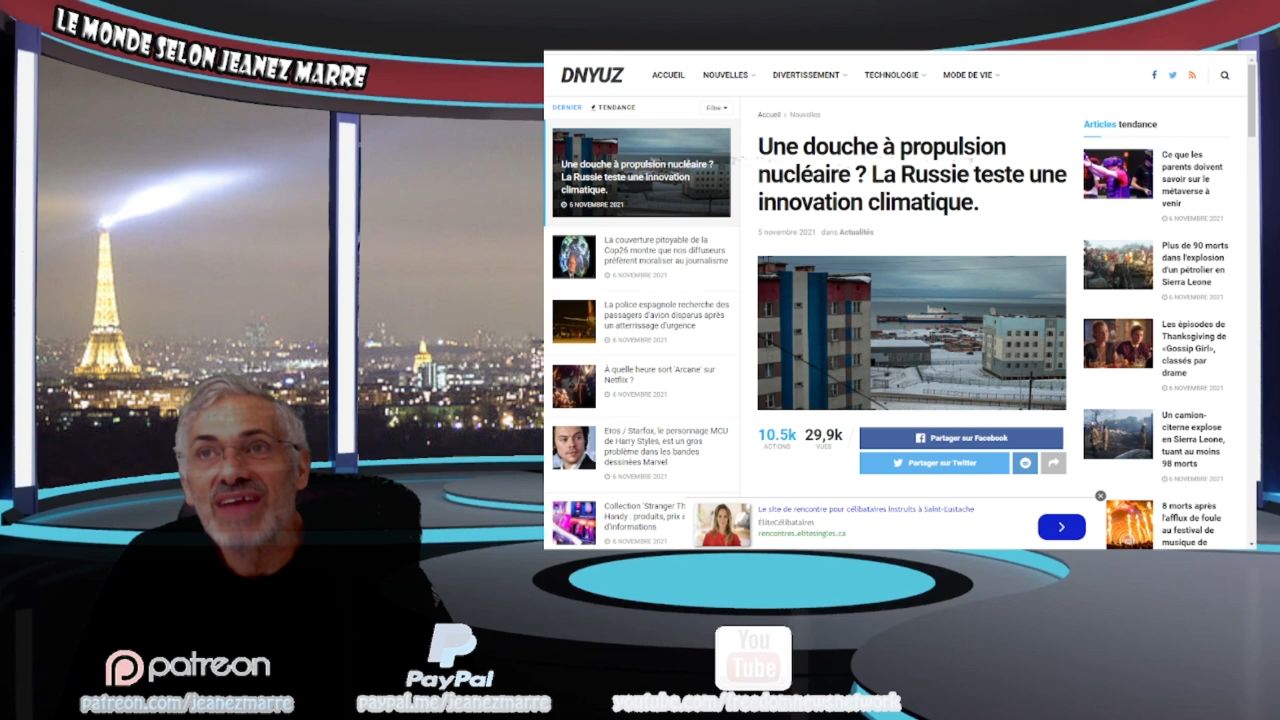 LE MONDE SELON JEANEZ MARRE
DNYUZ
ACCUEIL
NOUVELLES
DIVERTISSEMENT
TECHNOLOGIE
MODE DE VIE
DERNIER
TENDANCE
Filtre
Une douche à propulsion nucléaire ?
La Russie teste une innovation
climatique.
5 NOVEMBRE 2021
La couverture pitoyable de la
Cop26 montre que nos diffuseurs
préfèrent moraliser au journalisme
6 NOVEMBRE 2021
La police espagnole recherche des
passagers d'avion disparus après
un atterrissage d'urgence
6 NOVEMBRE 2021
À quelle heure sort 'Arcane' sur
Netflix ?
6 NOVEMBRE 2021
Eros / Starfox, le personnage MCU
de Harry Styles, est un gros
problème dans les bandes
dessinées Marvel
6 NOVEMBRE 2021
Collection 'Stranger Th
Handy : produits, prix e
d'informations
6 NOVEMBRE 2021
Accueil > Nouvelles
Une douche à propulsion
nucléaire ? La Russie teste une
innovation climatique.
5 novembre 2021 dans Actualités
10.5k
ACTIONS
29,9k
VUES
Partager sur Facebook
Partager sur Twitter
Le site de rencontre pour célibataires instruits à Saint-Eustache
ÉliteCélibataires
rencontres.elitesingles.ca
Articles tendance
Ce que les
parents doivent
savoir sur le
métaverse à
venir
6 NOVEMBRE 2021
Plus de 90 morts
dans l'explosion
d'un pétrolier en
Sierra Leone
6 NOVEMBRE 2021
Les épisodes de
Thanksgiving de
«Gossip Girl»,
classés par
drame
6 NOVEMBRE 2021
Un camion-
citerne explose
en Sierra Leone,
tuant au moins
98 morts
6 NOVEMBRE 2021
8 morts après
l'afflux de foule
au festival de
musique de
patreon
patreon.com/jeanezmarre
PayPal
paypal.me/jeanezmarre
You
Tube
youtube.com/freedomnewsnetwork